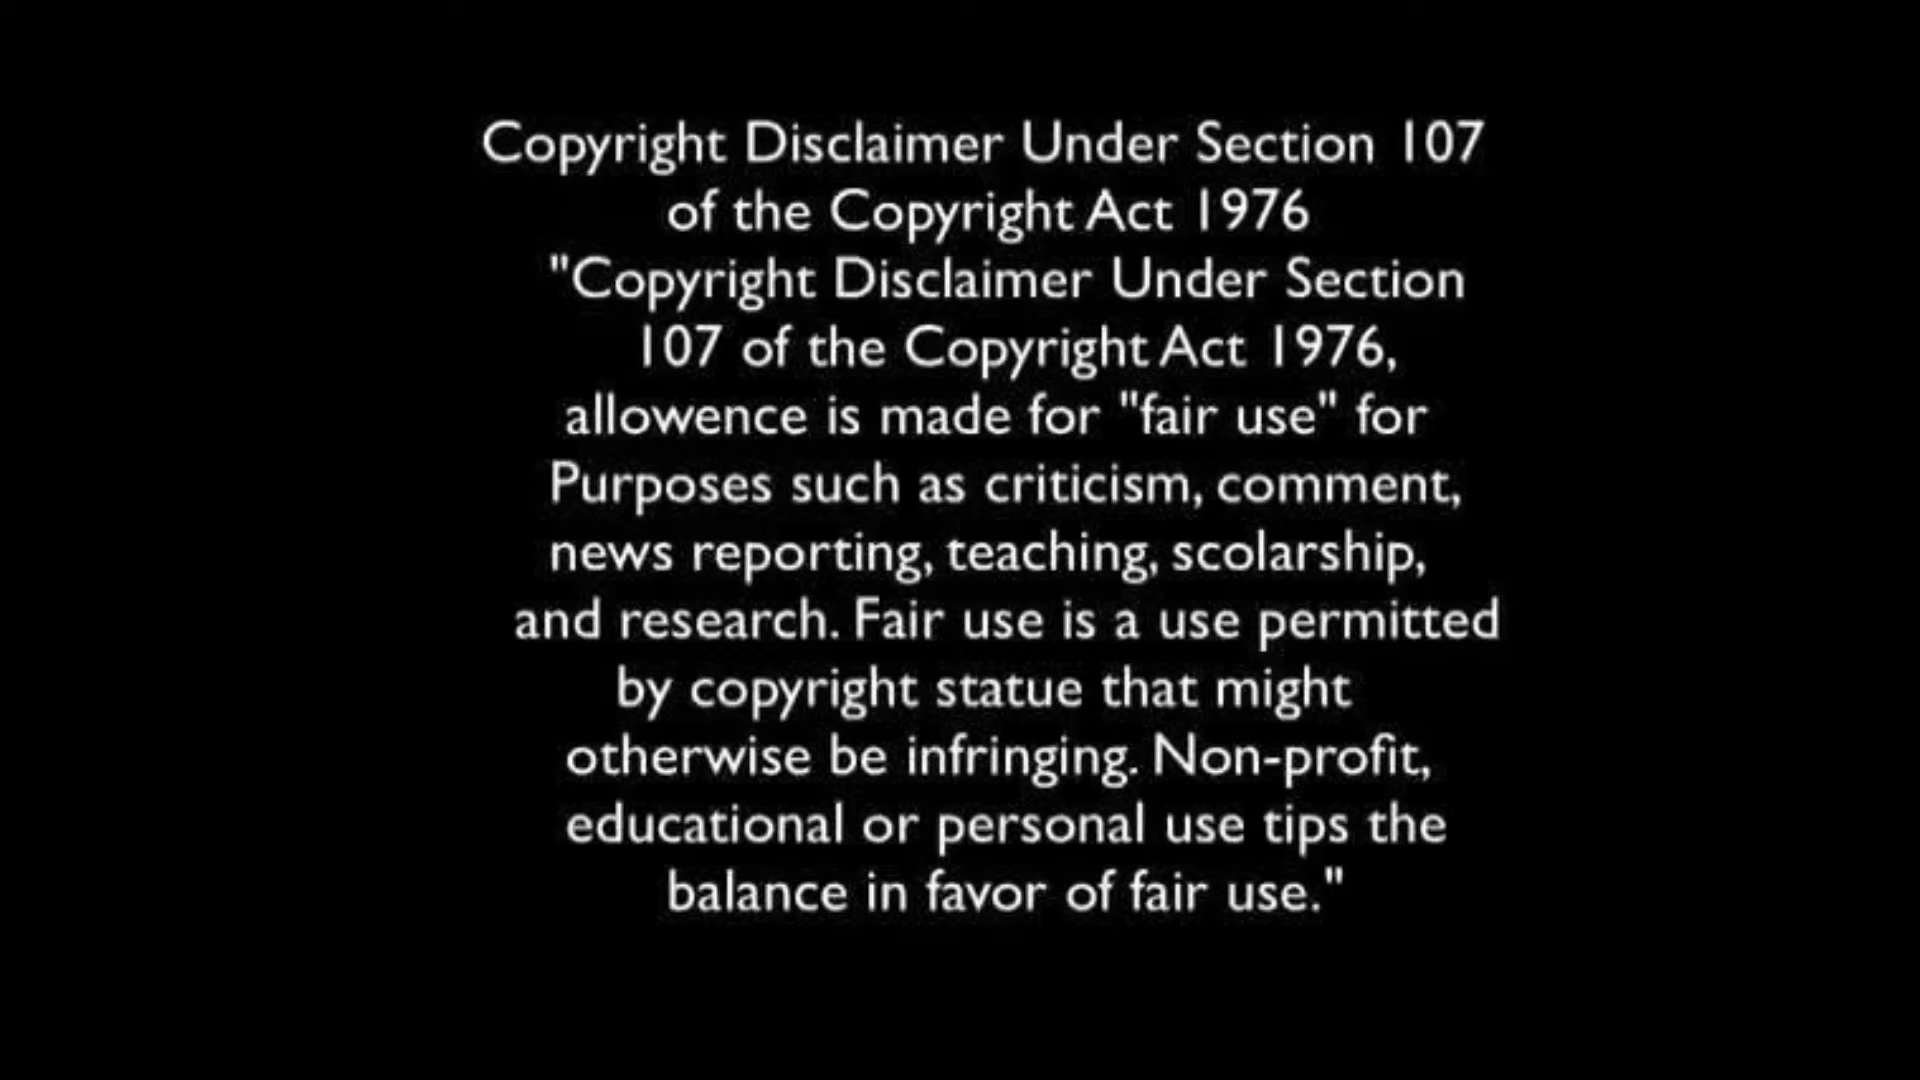 Copyright Disclaimer Under Section 107
of the Copyright Act 1976
"Copyright Disclaimer Under Section
107 of the Copyright Act 1976,
allowence is made for "fair use" for
Purposes such as criticism, comment,
news reporting, teaching, scolarship,
and research. Fair use is a use permitted
by copyright statue that might
otherwise be infringing. Non-profit,
educational or personal use tips the
balance in favor of fair use."